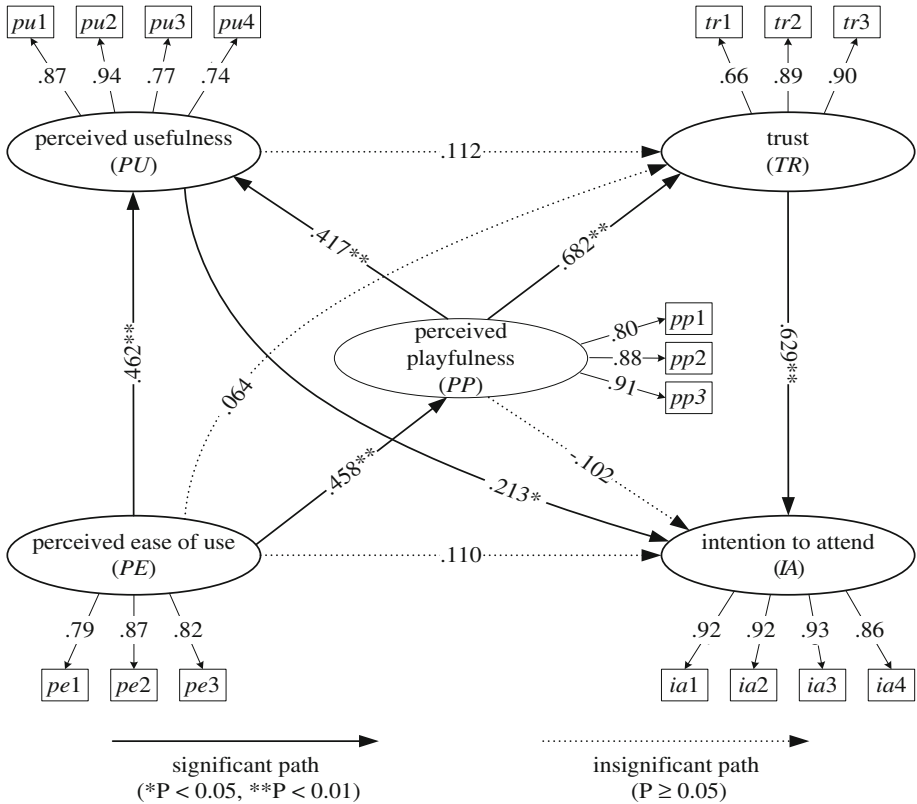 pu1 pu2 pu3 pu4
tr1 tr2 tr3
.87 .94 .77 .74
.66 .89 .90
perceived usefulness
(PU)
.112
trust
(TR)
.417**
.682**
.462**
.064
perceived
playfulness
(PP)
.80 pp1
.88 pp2
.91 pp3
.629**
.458**
.213*
-.102
perceived ease of use
(PE)
.110
intention to attend
(IA)
.79 .87 .82
.92 .92 .93 .86
pe1 pe2 pe3
ia1 ia2 ia3 ia4
significant path
(*P < 0.05, **P < 0.01)
insignificant path
(P ≥ 0.05)